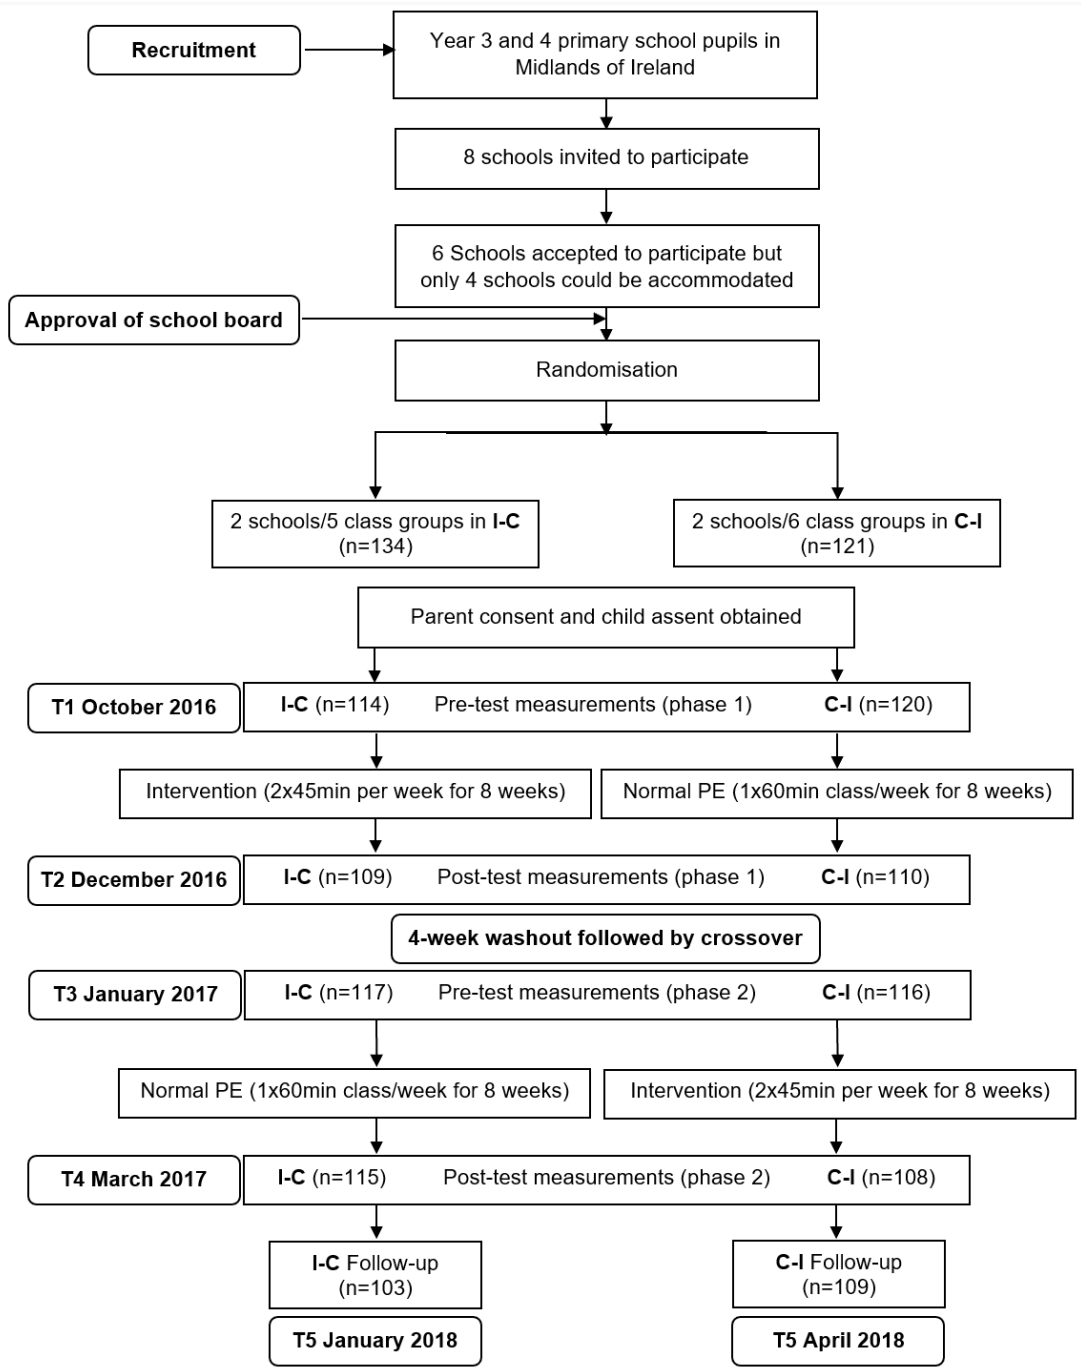 Recruitment
Year 3 and 4 primary school pupils in
Midlands of Ireland
8 schools invited to participate
6 Schools accepted to participate but
only 4 schools could be accommodated
Approval of school board
Randomisation
2 schools/5 class groups in I-C
(n=134)
2 schools/6 class groups in C-I
(n=121)
Parent consent and child assent obtained
T1 October 2016
I-C (n=114) Pre-test measurements (phase 1) C-I (n=120)
Intervention (2x45min per week for 8 weeks)
Normal PE (1x60min class/week for 8 weeks)
T2 December 2016
I-C (n=109) Post-test measurements (phase 1) C-I (n=110)
4-week washout followed by crossover
T3 January 2017
I-C (n=117) Pre-test measurements (phase 2) C-I (n=116)
Normal PE (1x60min class/week for 8 weeks)
Intervention (2x45min per week for 8 weeks)
T4 March 2017
I-C (n=115) Post-test measurements (phase 2) C-I (n=108)
I-C Follow-up
(n=103)
C-I Follow-up
(n=109)
T5 January 2018
T5 April 2018